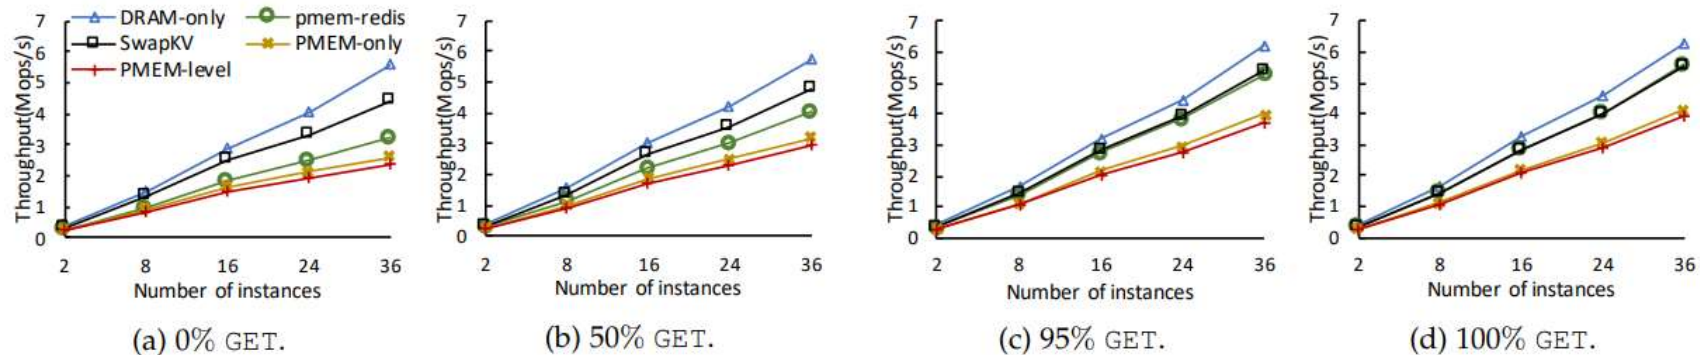 Throughput(Mops/s)
7
6
5
4
3
2
1
0
DRAM-only
pmem-redis
SwapKV
PMEM-only
PMEM-level
2 8 16 24 36
Number of instances
(a) 0% GET.
Throughput(Mops/s)
7
6
5
4
3
2
1
0
2 8 16 24 36
Number of instances
(b) 50% GET.
Throughput(Mops/s)
7
6
5
4
3
2
1
0
2 8 16 24 36
Number of instances
(c) 95% GET.
Throughput(Mops/s)
7
6
5
4
3
2
1
0
2 8 16 24 36
Number of instances
(d) 100% GET.